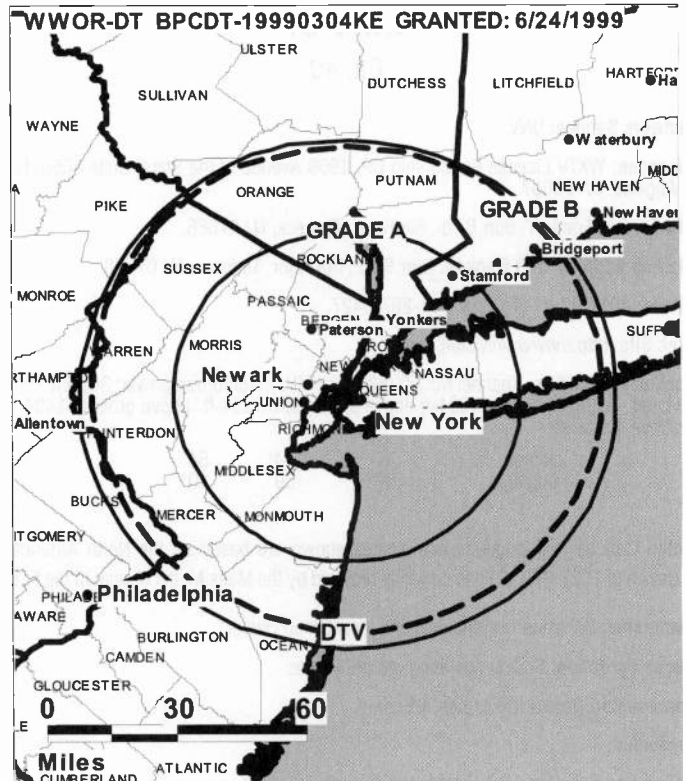 WWOR-DT BPCDT-19990304KE GRANTED: 6/24/1999
ULSTER
DUTCHESS
LITCHFIELD
SULLIVAN
WAYNE
Waterbury
ORANGE
PUTNAM
NEW HAVEN
PIKE
GRADE B
New Haven
GRADE A
Bridgeport
ROCKLAND
SUSSEX
Stamford
MONROE
PASSAIC
BERGEN
Yonkers
Paterson
MORRIS
WARREN
Newark
NASSAU
QUEENS
UNION
Allentown
New York
RICHMOND
HUNTERDON
MIDDLESEX
BUCKS
MERCER
MONMOUTH
Philadelphia
DTV
BURLINGTON
OCEAN
CAMDEN
GLOUCESTER
0 30 60
Miles
ATLANTIC
CUMBERLAND